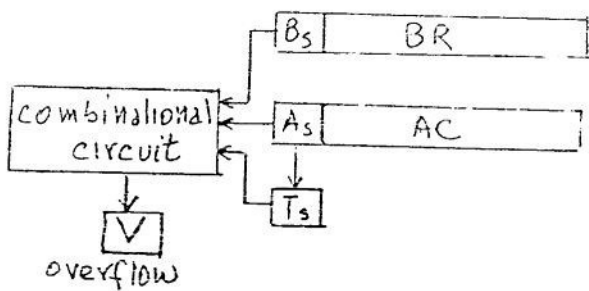 Bs BR
combinational
circuit
As AC
Ts
V
overflow